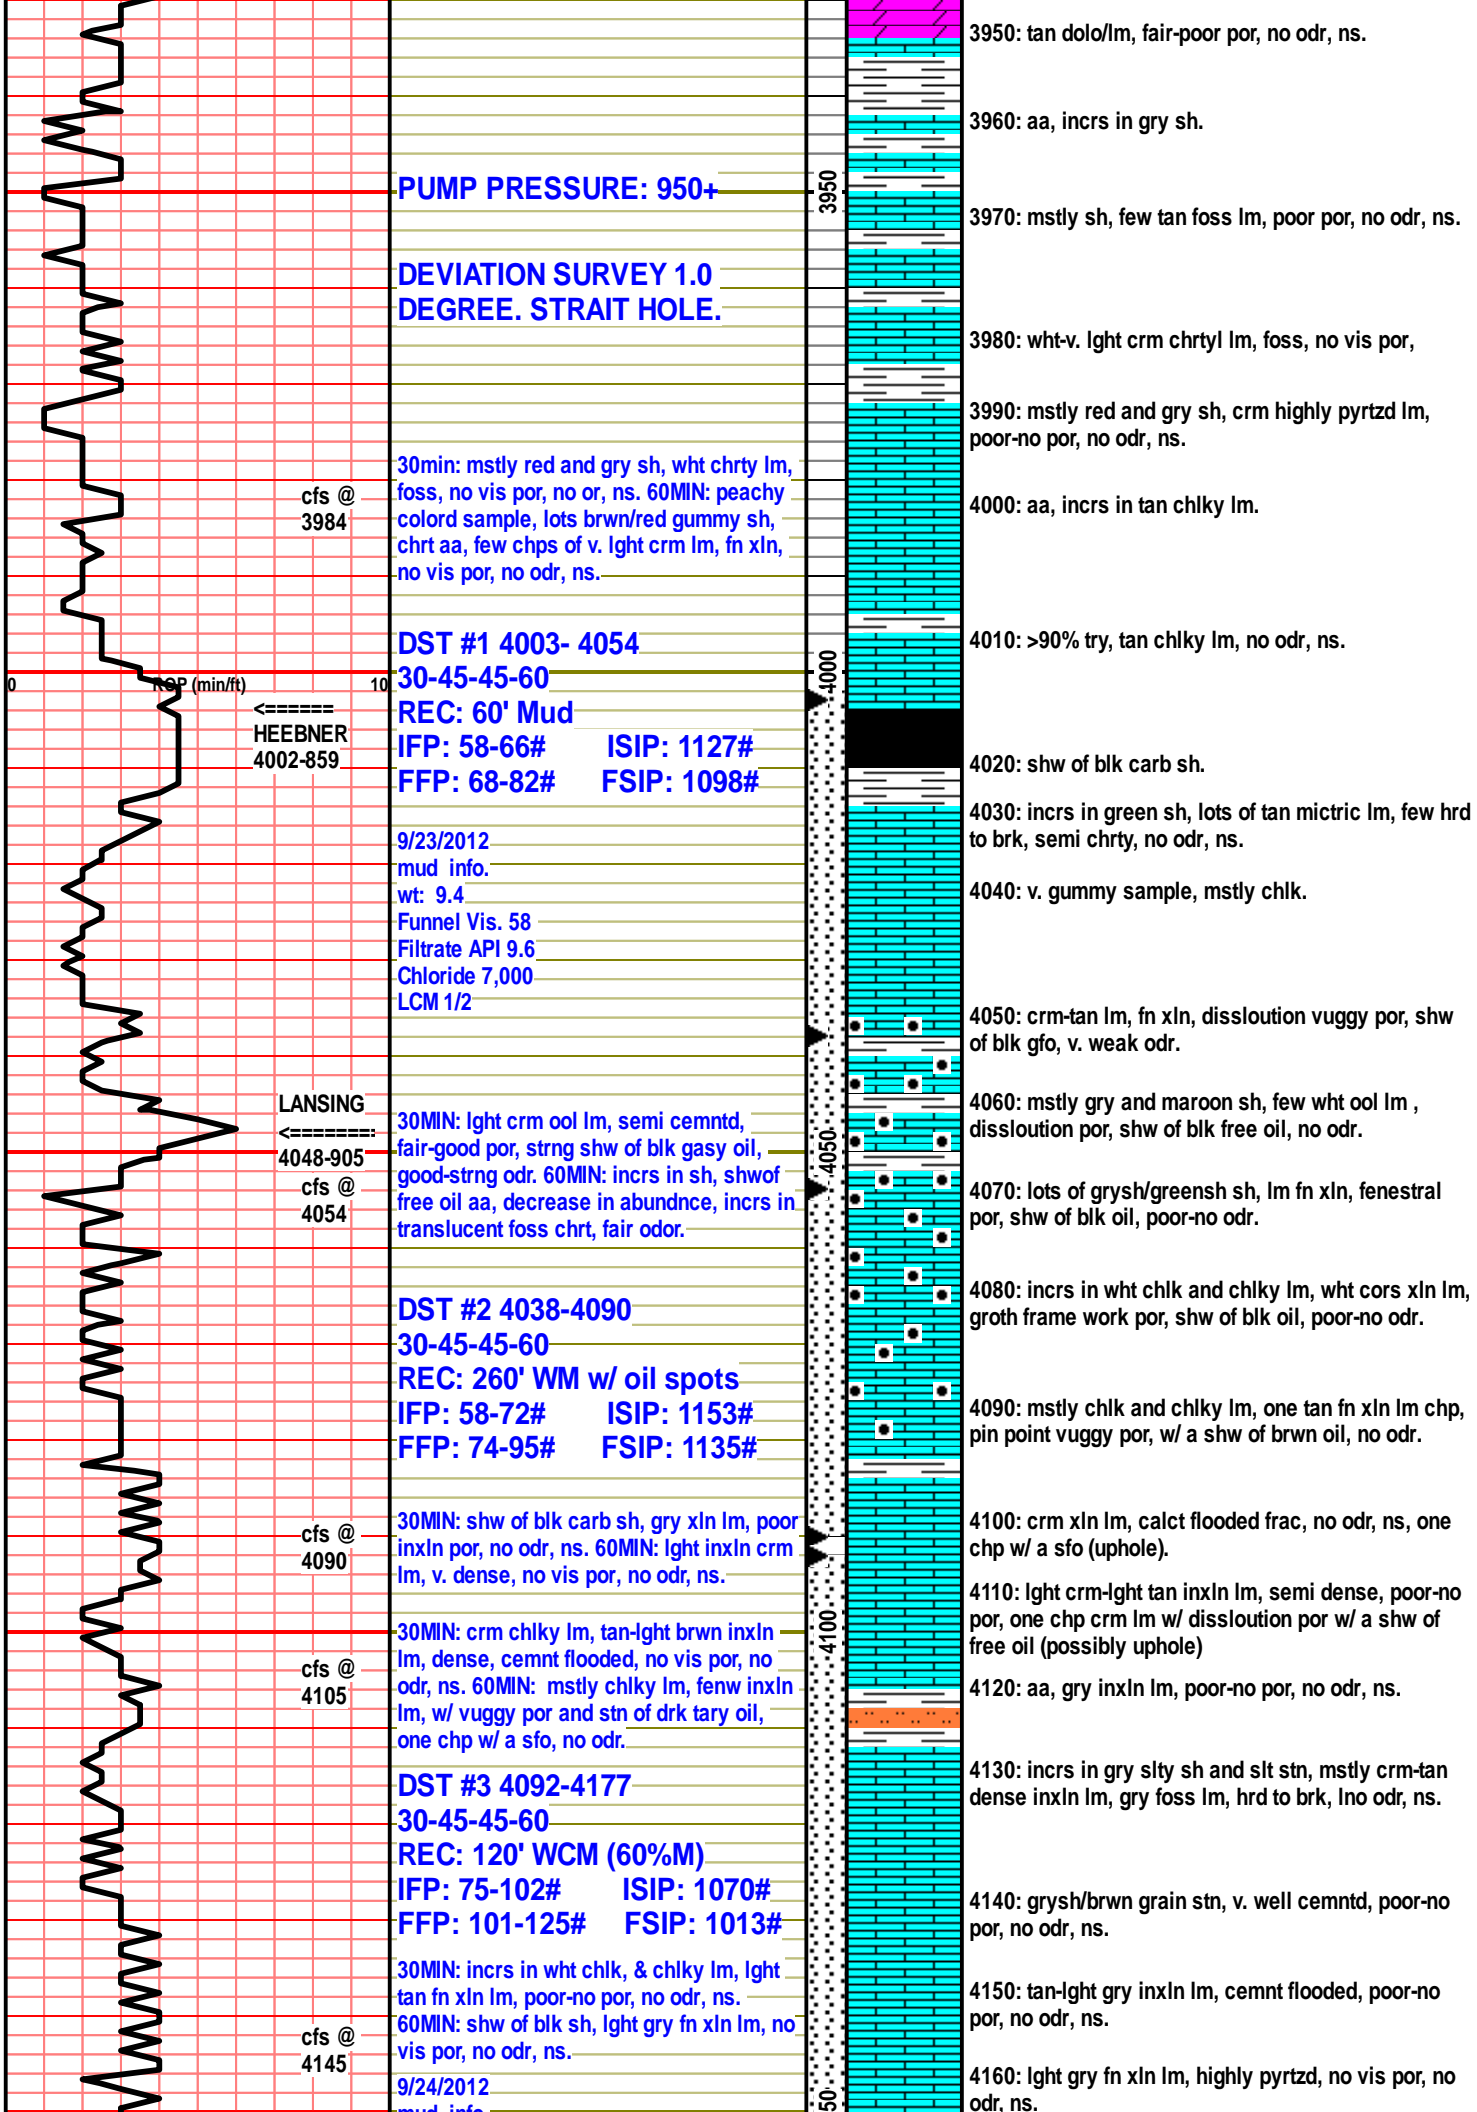 PUMP PRESSURE: 950+
DEVIATION SURVEY 1.0
DEGREE. STRAIT HOLE.
cfs @
3984
30min: mstly red and gry sh, wht chrty lm,
foss, no vis por, no or, ns. 60MIN: peachy
colord sample, lots brwn/red gummy sh,
chrt aa, few chps of v. lght crm lm, fn xln,
no vis por, no odr, ns.
0 ROP (min/ft) 10
<======
HEEBNER
4002-859
DST #1 4003- 4054
30-45-45-60
REC: 60' Mud
IFP: 58-66# ISIP: 1127#
FFP: 68-82# FSIP: 1098#
9/23/2012
mud info.
wt: 9.4
Funnel Vis. 58
Filtrate API 9.6
Chloride 7,000
LCM 1/2
LANSING
<========
4048-905
cfs @
4054
30MIN: lght crm ool lm, semi cemntd,
fair-good por, strng shw of blk gasy oil,
good-strng odr. 60MIN: incrs in sh, shwof
free oil aa, decrease in abundnce, incrs in
translucent foss chrt, fair odor.
DST #2 4038-4090
30-45-45-60
REC: 260' WM w/ oil spots
IFP: 58-72# ISIP: 1153#
FFP: 74-95# FSIP: 1135#
cfs @
4090
30MIN: shw of blk carb sh, gry xln lm, poor
inxln por, no odr, ns. 60MIN: lght inxln crm
lm, v. dense, no vis por, no odr, ns.
cfs @
4105
30MIN: crm chlky lm, tan-lght brwn inxln
lm, dense, cemnt flooded, no vis por, no
odr, ns. 60MIN: mstly chlky lm, fenw inxln
lm, w/ vuggy por and stn of drk tary oil,
one chp w/ a sfo, no odr.
DST #3 4092-4177
30-45-45-60
REC: 120' WCM (60%M)
IFP: 75-102# ISIP: 1070#
FFP: 101-125# FSIP: 1013#
cfs @
4145
30MIN: incrs in wht chlk, & chlky lm, lght
tan fn xln lm, poor-no por, no odr, ns.
60MIN: shw of blk sh, lght gry fn xln lm, no
vis por, no odr, ns.
9/24/2012
mud info.
3950
4000
4050
4100
50
3950: tan dolo/lm, fair-poor por, no odr, ns.
3960: aa, incrs in gry sh.
3970: mstly sh, few tan foss lm, poor por, no odr, ns.
3980: wht-v. lght crm chrtyl lm, foss, no vis por,
3990: mstly red and gry sh, crm highly pyrtzd lm,
poor-no por, no odr, ns.
4000: aa, incrs in tan chlky lm.
4010: >90% try, tan chlky lm, no odr, ns.
4020: shw of blk carb sh.
4030: incrs in green sh, lots of tan mictric lm, few hrd
to brk, semi chrty, no odr, ns.
4040: v. gummy sample, mstly chlk.
4050: crm-tan lm, fn xln, dissloution vuggy por, shw
of blk gfo, v. weak odr.
4060: mstly gry and maroon sh, few wht ool lm ,
dissloution por, shw of blk free oil, no odr.
4070: lots of grysh/greensh sh, lm fn xln, fenestral
por, shw of blk oil, poor-no odr.
4080: incrs in wht chlk and chlky lm, wht cors xln lm,
groth frame work por, shw of blk oil, poor-no odr.
4090: mstly chlk and chlky lm, one tan fn xln lm chp,
pin point vuggy por, w/ a shw of brwn oil, no odr.
4100: crm xln lm, calct flooded frac, no odr, ns, one
chp w/ a sfo (uphole).
4110: lght crm-lght tan inxln lm, semi dense, poor-no
por, one chp crm lm w/ dissloution por w/ a shw of
free oil (possibly uphole)
4120: aa, gry inxln lm, poor-no por, no odr, ns.
4130: incrs in gry slty sh and slt stn, mstly crm-tan
dense inxln lm, gry foss lm, hrd to brk, lno odr, ns.
4140: grysh/brwn grain stn, v. well cemntd, poor-no
por, no odr, ns.
4150: tan-lght gry inxln lm, cemnt flooded, poor-no
por, no odr, ns.
4160: lght gry fn xln lm, highly pyrtzd, no vis por, no
odr, ns.